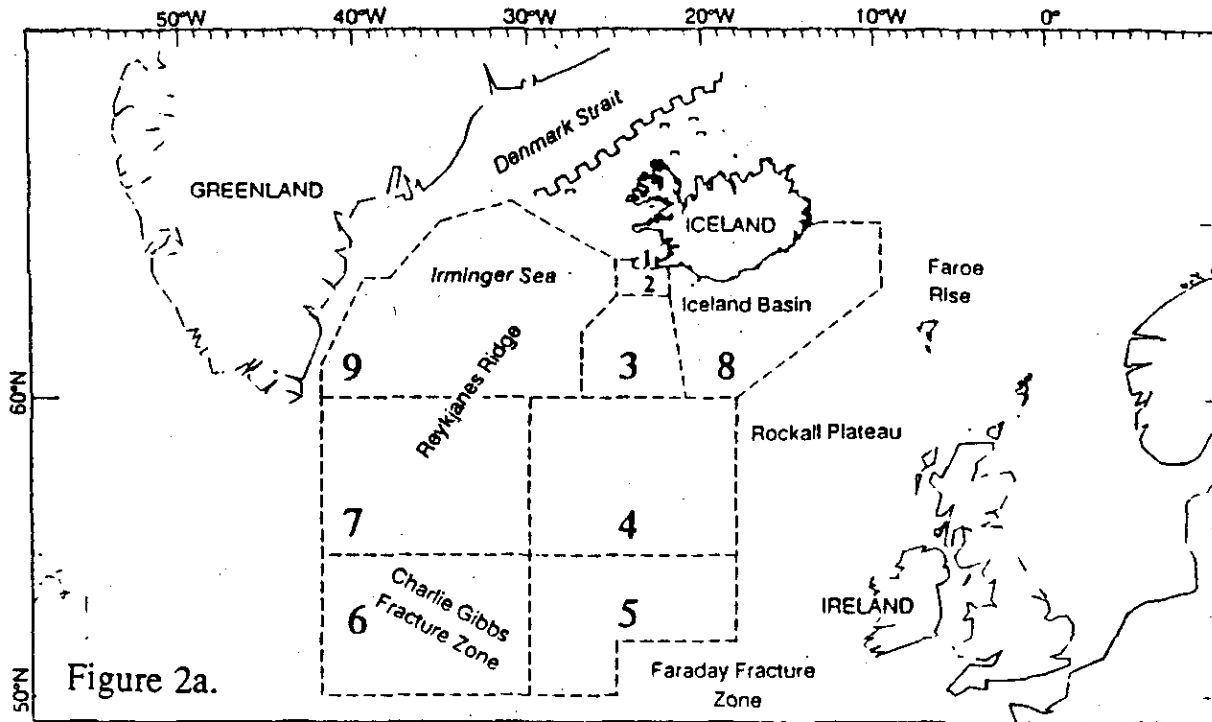 50°W 40°W 30°W 20°W 10°W 0°
Denmark Strait
GREENLAND
ICELAND
1
Irminger Sea
2
Faroe
Rise
Iceland Basin
9
3
8
60°N
Reykjanes Ridge
Rockall Plateau
7
4
Charlie Gibbs
Fracture Zone
6
5
IRELAND
Faraday Fracture
Zone
Figure 2a.
50°N